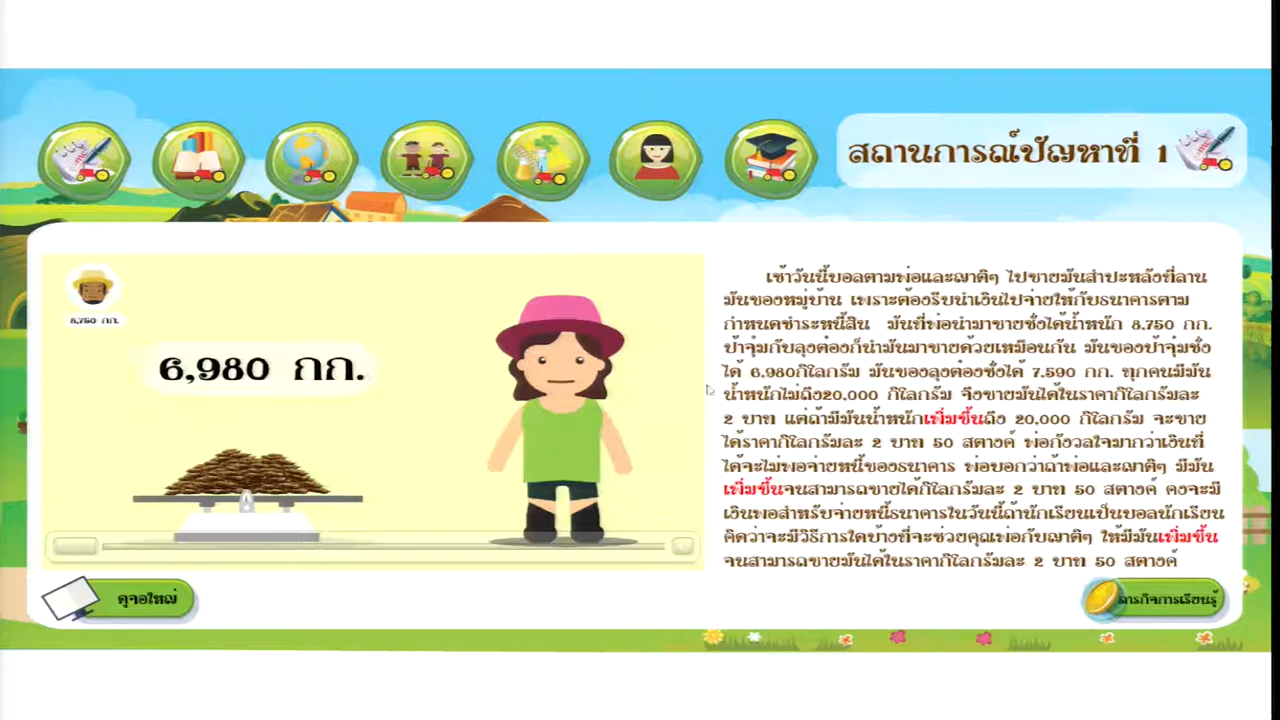 สถานการณ์ปัญหาที่ 1
8,750 กก.
6,980 กก.
เช้าวันนี้บอลตามพ่อและญาติๆ ไปขายมันสำปะหลังที่ลาน
มันของหมู่บ้าน เพราะต้องรีบนำเงินไปจ่ายให้กับธนาคารตาม
กำหนดชำระหนี้สิน มันที่พ่อนำมาขายชั่งได้น้ำหนัก 8.750 กก.
ป้าจุ๋มกับลุงต๋องก็นำมันมาขายด้วยเหมือนกัน มันของป้าจุ๋มชั่ง
ได้ 6.980กิโลกรัม มันของลุงต๋องชั่งได้ 7.590 กก. ทุกคนมีมัน
น้ำหนักไม่ถึง20.000 กิโลกรัม จึงขายมันได้ในราคากิโลกรัมละ
2 บาท แต่ถ้ามีมันน้ำหนักเพิ่มขึ้นถึง 20,000 กิโลกรัม จะขาย
ได้ราคากิโลกรัมละ 2 บาท 50 สตางค์ พ่อกังวลใจมากว่าเงินที่
ได้จะไม่พอจ่ายหนี้ของธนาคาร พ่อบอกว่าถ้าพ่อและญาติๆ มีมัน
เพิ่มขึ้นจนสามารถขายได้กิโลกรัมละ 2 บาท 50 สตางค์ คงจะมี
เงินพอสำหรับจ่ายหนี้ธนาคารในวันนี้ถ้านักเรียนเป็นบอลนักเรียน
คิดว่าจะมีวิธีการใดบ้างที่จะช่วยคุณพ่อกับญาติๆ ให้มีมันเพิ่มขึ้น
จนสามารถขายมันได้ในราคากิโลกรัมละ 2 บาท 50 สตางค์
ดูจอใหญ่
ภารกิจการเรียนรู้